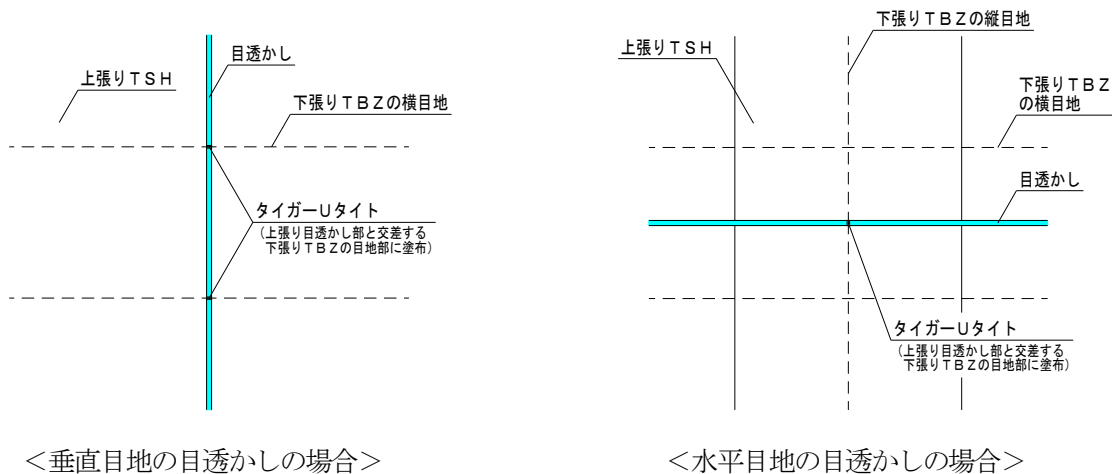 目透かし
上張りＴＳＨ
下張りＴＢＺの横目地
タイガーＵタイト
（上張り目透かし部と交差する
下張りＴＢＺの目地部に塗布）
＜垂直目地の目透かしの場合＞
下張りＴＢＺの縦目地
上張りＴＳＨ
下張りＴＢＺ
の横目地
目透かし
タイガーＵタイト
（上張り目透かし部と交差する
下張りＴＢＺの目地部に塗布）
＜水平目地の目透かしの場合＞